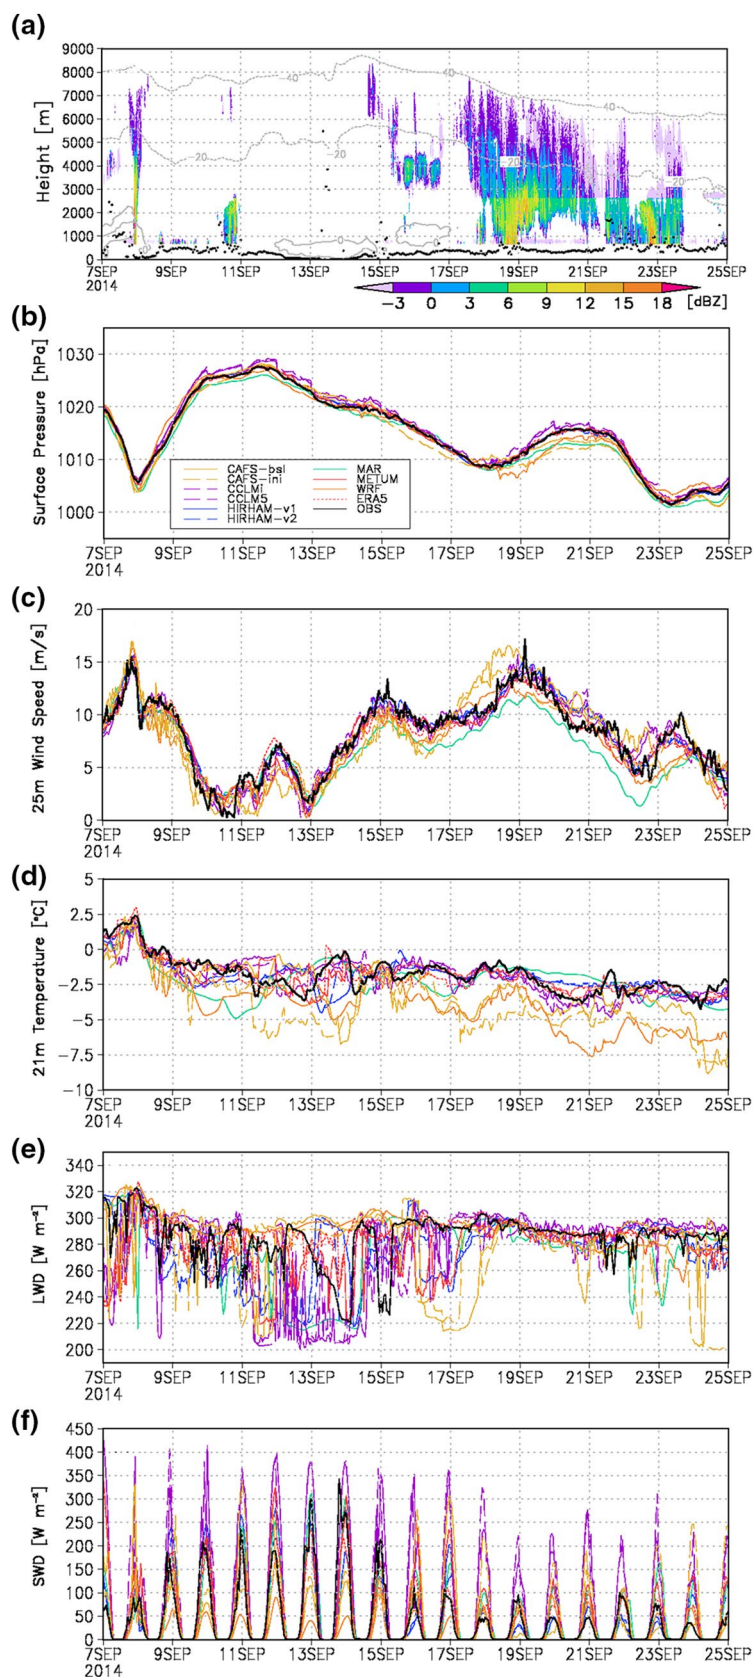 (a)
9000
8000
7000
6000
5000
4000
3000
2000
1000
0
Height [m]
-40
-40
-40
-20
-20
-20
-20
-20
0
7SEP 9SEP 11SEP 13SEP 15SEP 17SEP 19SEP 21SEP 23SEP 25SEP
2014
-3 0 3 6 9 12 15 18 [dBZ]
(b)
1030
1020
1010
1000
Surface Pressure [hPa]
CAFS-bsl MAR
CAFS-ini METUM
CCLMi WRF
CCLM5 ERA5
HIRHAM-v1 OBS
HIRHAM-v2
7SEP 9SEP 11SEP 13SEP 15SEP 17SEP 19SEP 21SEP 23SEP 25SEP
2014
(c)
20
15
10
5
0
25m Wind Speed [m/s]
7SEP 9SEP 11SEP 13SEP 15SEP 17SEP 19SEP 21SEP 23SEP 25SEP
2014
(d)
5
2.5
0
-2.5
-5
-7.5
-10
21m Temperature [°C]
7SEP 9SEP 11SEP 13SEP 15SEP 17SEP 19SEP 21SEP 23SEP 25SEP
2014
(e)
340
320
300
280
260
240
220
200
LWD [W m⁻²]
7SEP 9SEP 11SEP 13SEP 15SEP 17SEP 19SEP 21SEP 23SEP 25SEP
2014
(f)
450
400
350
300
250
200
150
100
50
0
SWD [W m⁻²]
7SEP 9SEP 11SEP 13SEP 15SEP 17SEP 19SEP 21SEP 23SEP 25SEP
2014